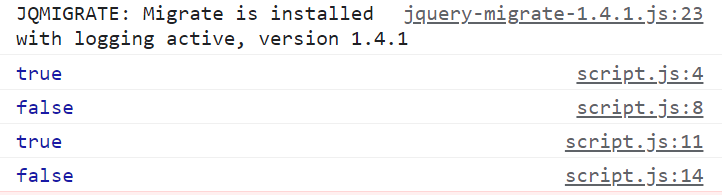 JQMIGRATE: Migrate is installed jquery-migrate-1.4.1.js:23
with logging active, version 1.4.1
true script.js:4
false script.js:8
true script.js:11
false script.js:14